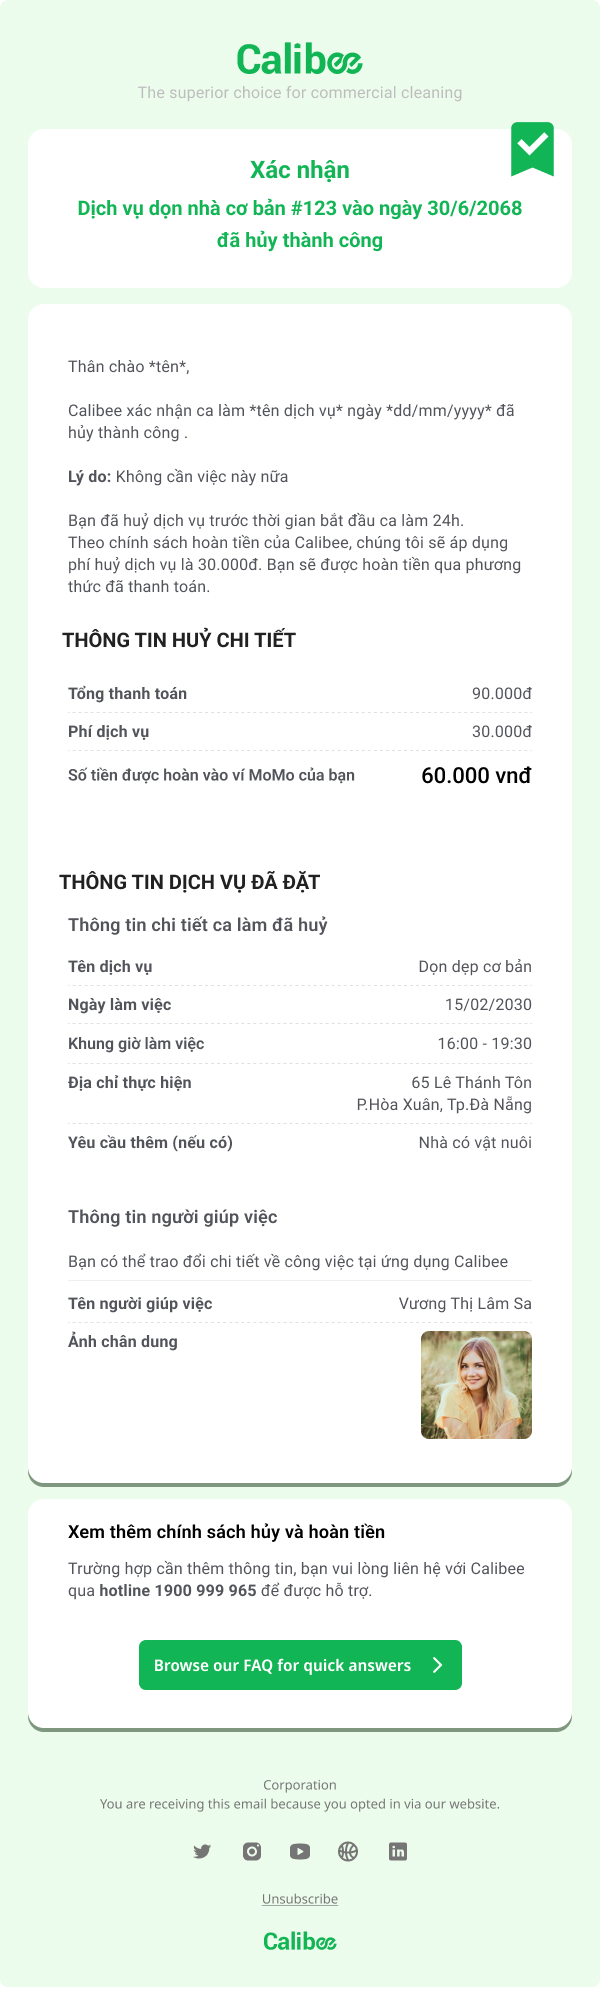 Calibee
The superior choice for commercial cleaning
Xác nhận
Dịch vụ dọn nhà cơ bản #123 vào ngày 30/6/2068
đã hủy thành công
Thân chào *tên*,
Calibee xác nhận ca làm *tên dịch vụ* ngày *dd/mm/yyyy* đã
hủy thành công .
Lý do: Không cần việc này nữa
Bạn đã huỷ dịch vụ trước thời gian bắt đầu ca làm 24h.
Theo chính sách hoàn tiền của Calibee, chúng tôi sẽ áp dụng
phí huỷ dịch vụ là 30.000đ. Bạn sẽ được hoàn tiền qua phương
thức đã thanh toán.
THÔNG TIN HUỶ CHI TIẾT
Tổng thanh toán 90.000đ
Phí dịch vụ 30.000đ
Số tiền được hoàn vào ví MoMo của bạn 60.000 vnđ
THÔNG TIN DỊCH VỤ ĐÃ ĐẶT
Thông tin chi tiết ca làm đã huỷ
Tên dịch vụ Dọn dẹp cơ bản
Ngày làm việc 15/02/2030
Khung giờ làm việc 16:00 - 19:30
Địa chỉ thực hiện 65 Lê Thánh Tôn
P.Hòa Xuân, Tp.Đà Nẵng
Yêu cầu thêm (nếu có) Nhà có vật nuôi
Thông tin người giúp việc
Bạn có thể trao đổi chi tiết về công việc tại ứng dụng Calibee
Tên người giúp việc Vương Thị Lâm Sa
Ảnh chân dung
Xem thêm chính sách hủy và hoàn tiền
Trường hợp cần thêm thông tin, bạn vui lòng liên hệ với Calibee
qua hotline 1900 999 965 để được hỗ trợ.
Browse our FAQ for quick answers
Corporation
You are receiving this email because you opted in via our website.
Unsubscribe
Calibee